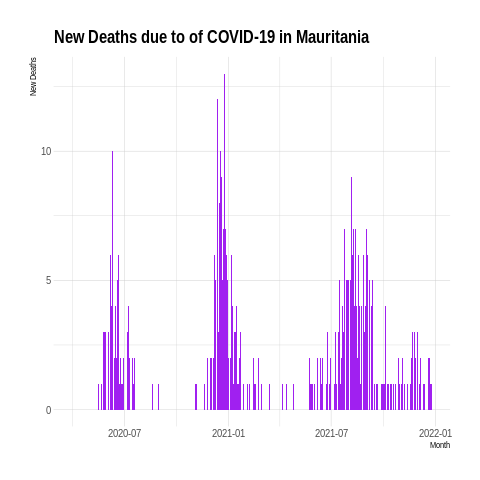 New Deaths due to of COVID-19 in Mauritania
New Deaths
10
5
0
2020-07
2021-01
2021-07
2022-01
Month